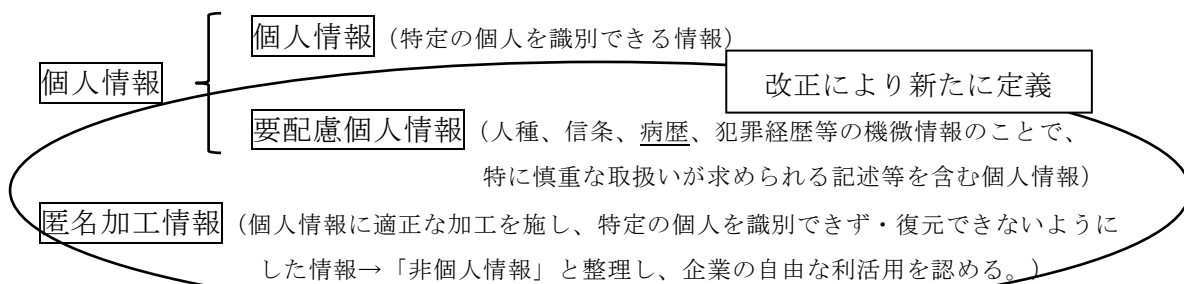 個人情報（特定の個人を識別できる情報）
改正により新たに定義
個人情報
要配慮個人情報（人種、信条、病歴、犯罪経歴等の機微情報のことで、
特に慎重な取扱いが求められる記述等を含む個人情報）
匿名加工情報（個人情報に適正な加工を施し、特定の個人を識別できず・復元できないように
した情報→「非個人情報」と整理し、企業の自由な利活用を認める。）